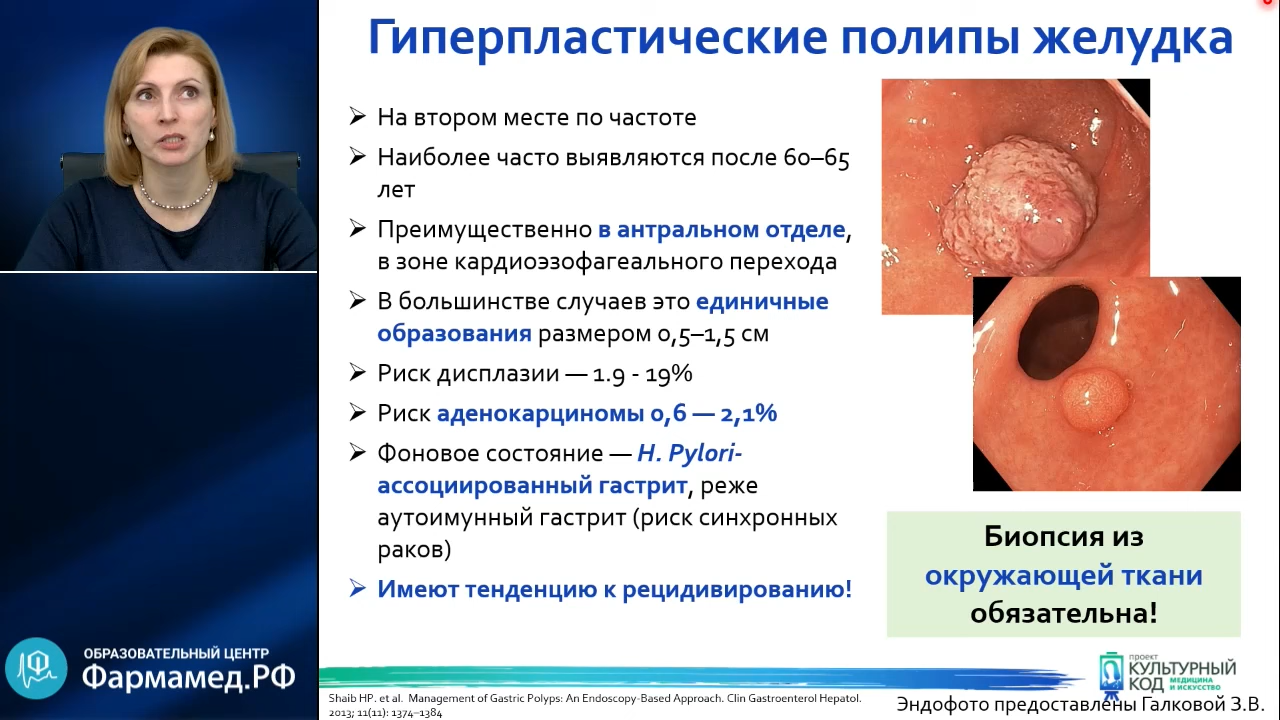 Гиперпластические полипы желудка
На втором месте по частоте
Наиболее часто выявляются после 60–65
лет
Преимущественно в антральном отделе,
в зоне кардиоэзофагеального перехода
В большинстве случаев это единичные
образования размером 0,5–1,5 см
Риск дисплазии — 1.9 - 19%
Риск аденокарциномы 0,6 — 2,1%
Фоновое состояние — H. Pylori-
ассоциированный гастрит, реже
аутоимунный гастрит (риск синхронных
раков)
Имеют тенденцию к рецидивированию!
Биопсия из
окружающей ткани
обязательна!
ОБРАЗОВАТЕЛЬНЫЙ ЦЕНТР
Фармамед.РФ
проект
КУЛЬТУРНЫЙ
КОД МЕДИЦИНА
И ИСКУССТВО
Shaib HP. et al. Management of Gastric Polyps: An Endoscopy-Based Approach. Clin Gastroenterol Hepatol.
2013; 11(11): 1374–1384
Эндофото предоставлены Галковой З.В.